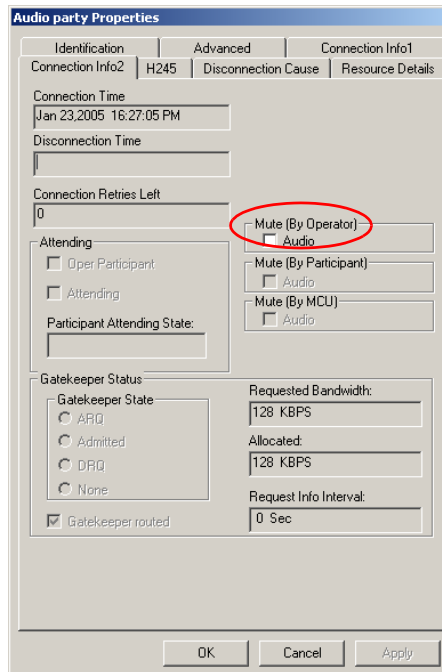 Audio party Properties
Identification
Advanced
Connection Info1
Connection Info2
H245
Disconnection Cause
Resource Details
Connection Time
Jan 23,2005 16:27:05 PM
Disconnection Time
Connection Retries Left
0
Mute (By Operator)
Audio
Attending
Oper Participant
Attending
Participant Attending State:
Mute (By Participant)
Audio
Mute (By MCU)
Audio
Gatekeeper Status
Gatekeeper State
ARQ
Admitted
DRQ
None
Gatekeeper routed
Requested Bandwidth:
128 KBPS
Allocated:
128 KBPS
Request Info Interval:
0 Sec
OK
Cancel
Apply